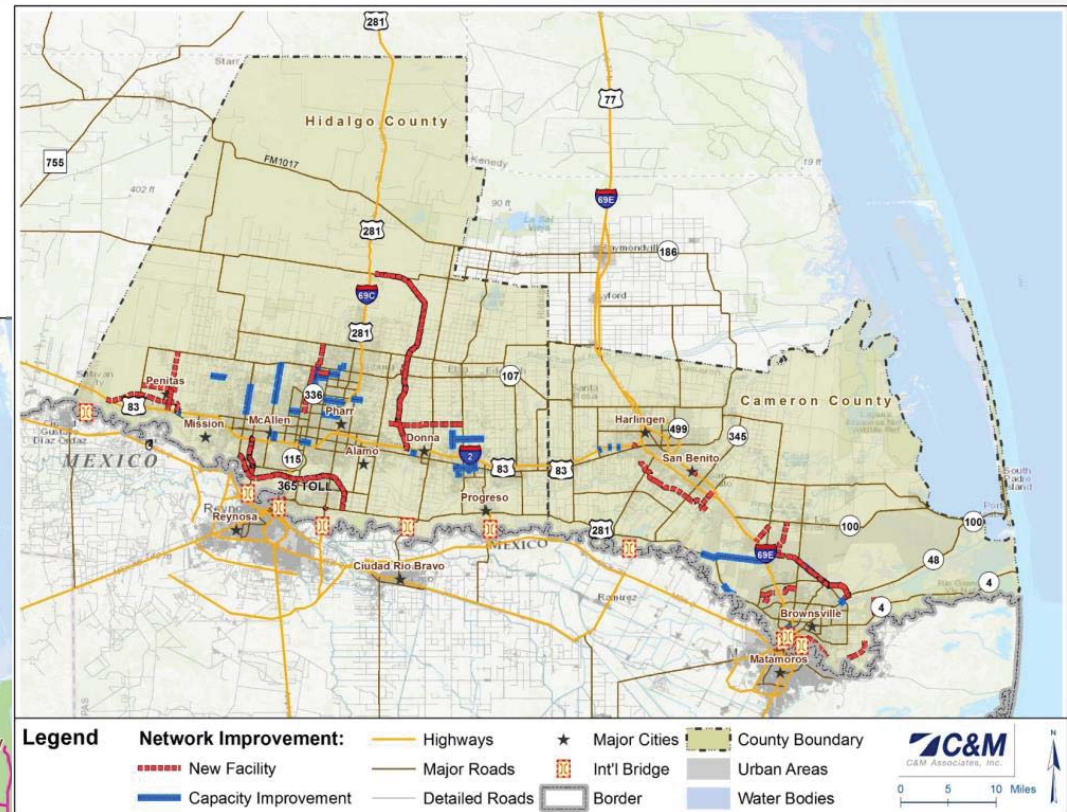 281
77
Starr
Hidalgo County
755
FM1017
Kenedy
19 ft
402 ft
90 ft
La Sal
Vieja
69E
281
186
69C
281
107
Penitas
83
336
Pharr
McAllen
Mission
Donna
Harlingen
499
Cameron County
345
San Benito
115
Alamo
2
83
83
MEXICO
365 TOLL
Progreso
Reynosa
South
Padre
Island
MEXICO
281
100
100
69E
48
Ciudad Rio Bravo
Ramirez
4
4
Brownsville
Matamoros
Legend
Network Improvement:
New Facility
Capacity Improvement
Highways
Major Roads
Detailed Roads
Major Cities
Int'l Bridge
Border
County Boundary
Urban Areas
Water Bodies
C&M
C&M Associates, Inc.
N
0 5 10 Miles